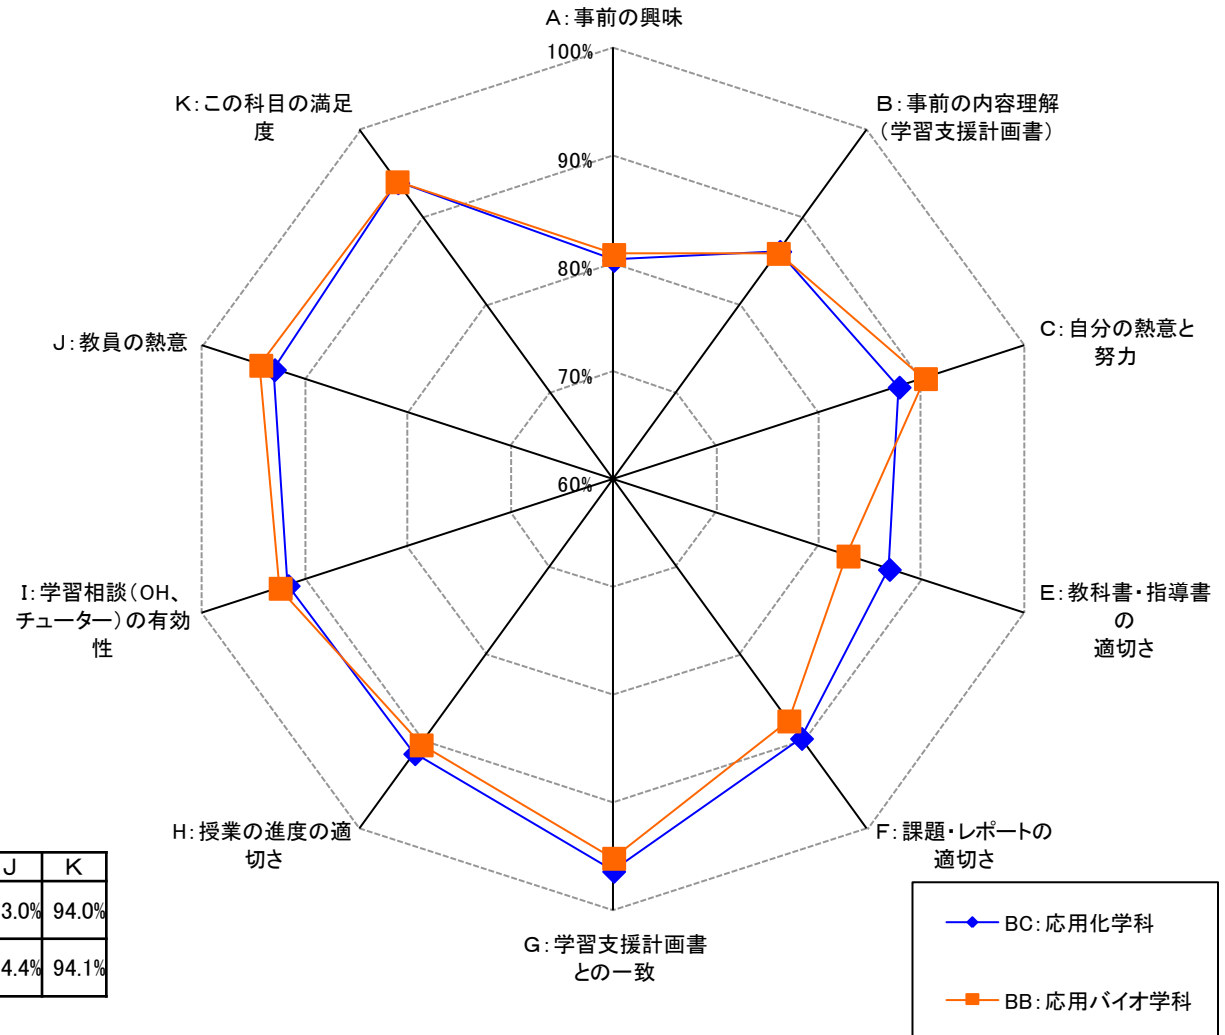 A:事前の興味
100%
K:この科目の満足
度
B:事前の内容理解
(学習支援計画書)
90%
80%
J:教員の熱意
C:自分の熱意と
努力
70%
60%
I:学習相談(OH、
チューター)の有効
性
E:教科書・指導書
の
適切さ
H:授業の進度の適
切さ
F:課題・レポートの
適切さ
G:学習支援計画書
との一致
J K
3.0% 94.0%
4.4% 94.1%
BC:応用化学科
BB:応用バイオ学科